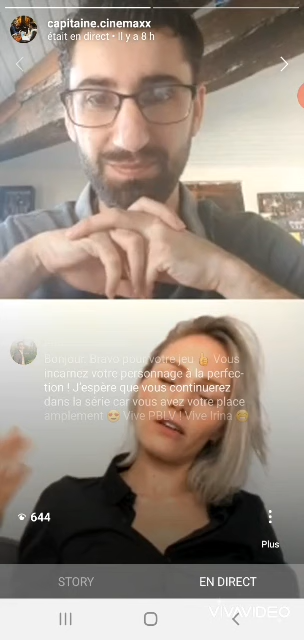 capitaine.cinemaxx
était en direct • Il y a 8 h
Bonjour. Bravo pour votre jeu 👏 Vous
incarnez votre personnage à la perfec-
tion ! J'espère que vous continuerez
dans la série car vous avez votre place
amplement 😊 Vive PBLV ! Vive Irina 😊
644
Plus
STORY
EN DIRECT
VIVAVIDEO